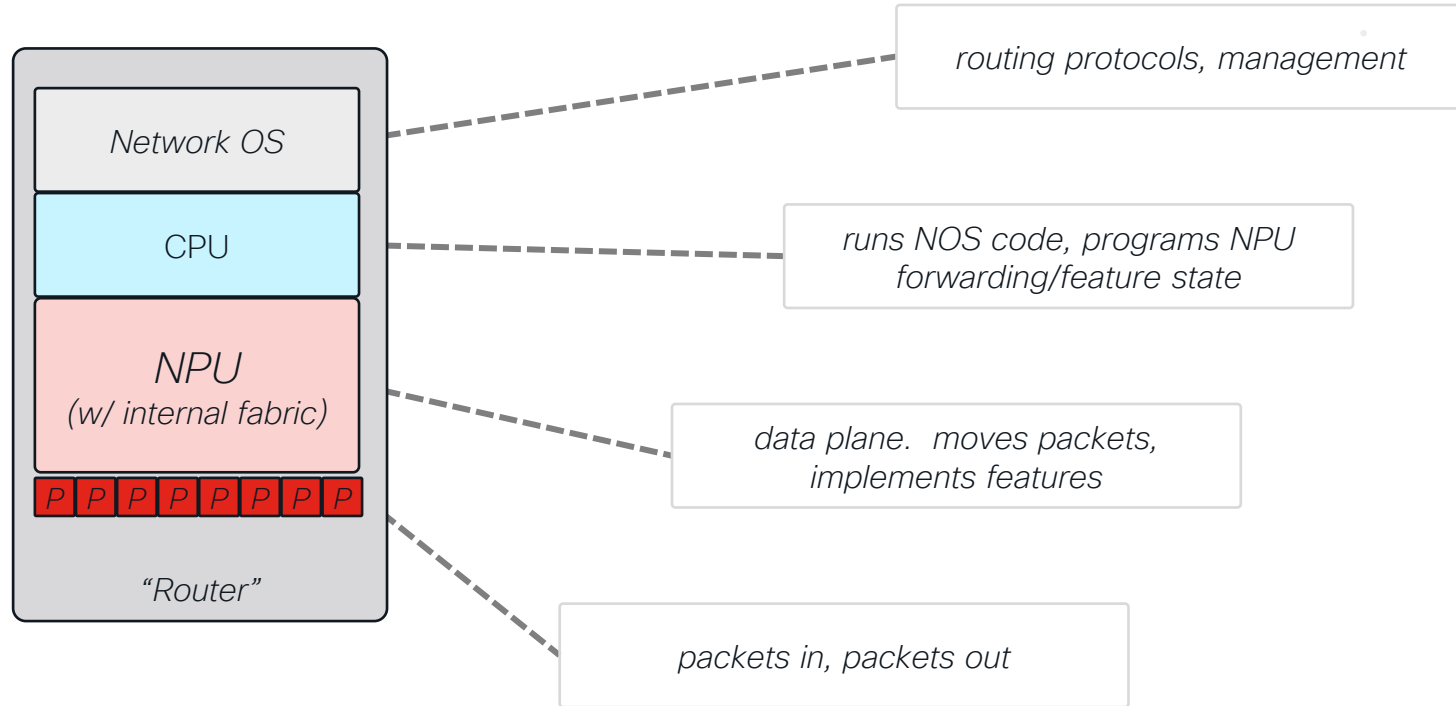 routing protocols, management
Network OS
CPU
runs NOS code, programs NPU
forwarding/feature state
NPU
(w/ internal fabric)
data plane.  moves packets,
implements features
P P P P P P P P
“Router”
packets in, packets out